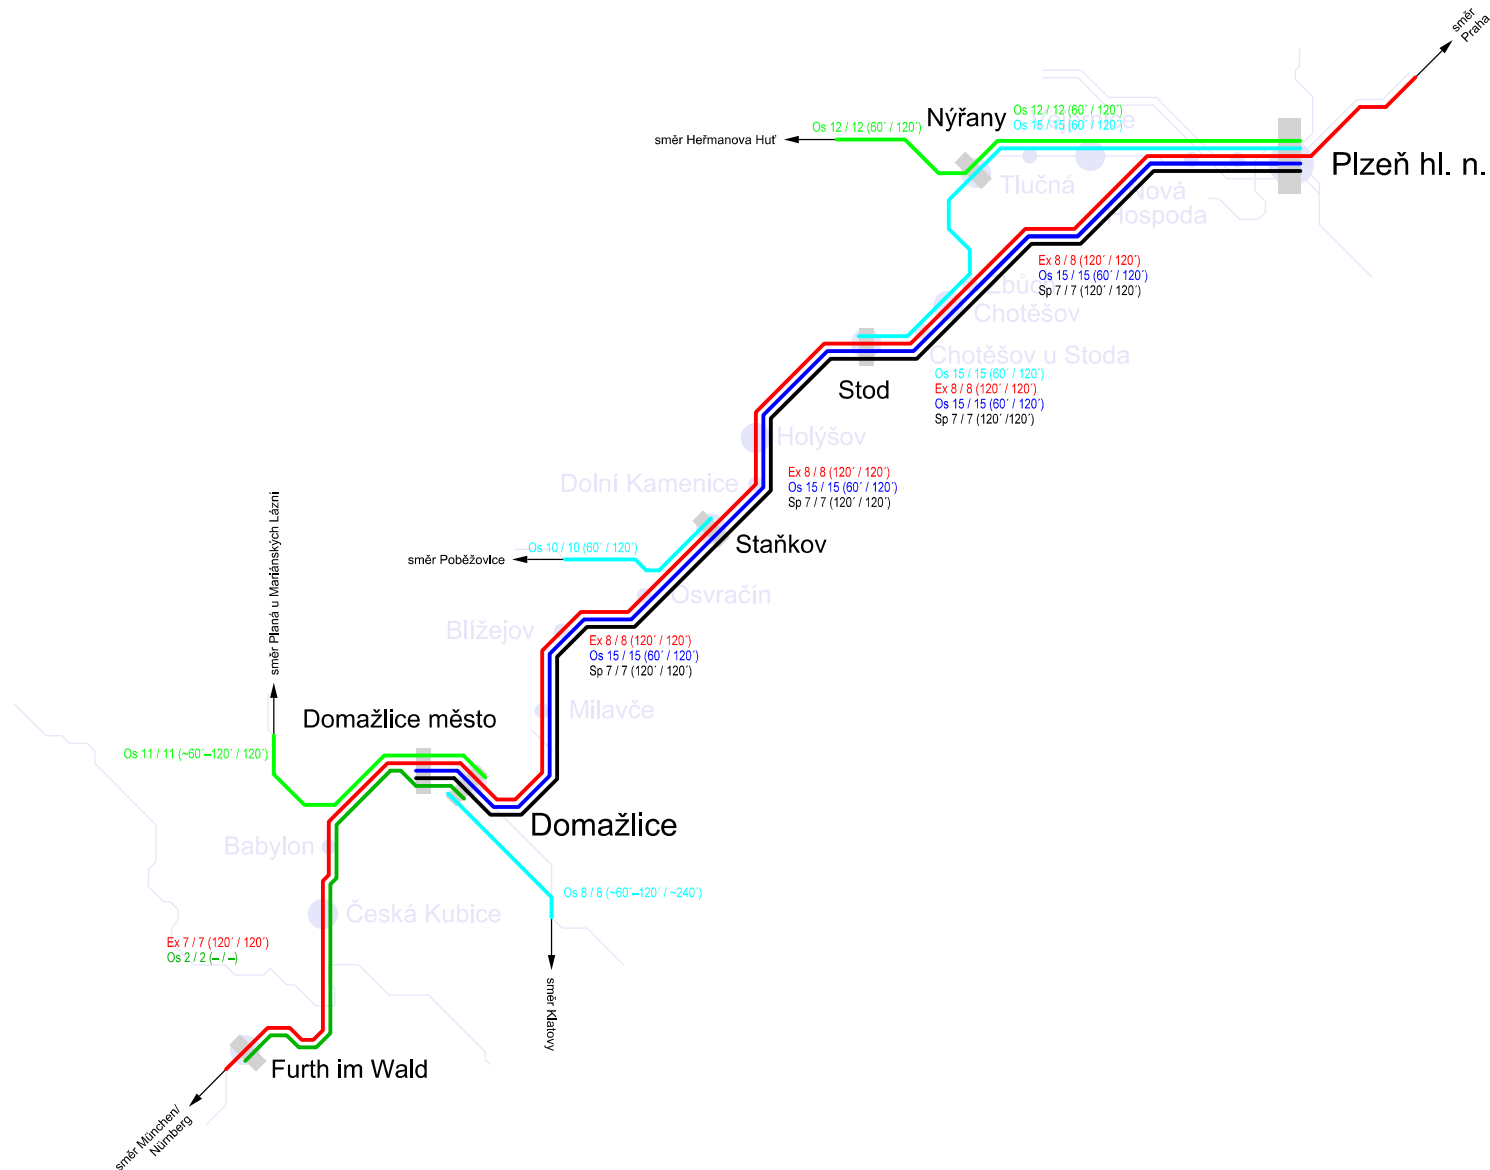 směr
Praha
Nýřany
Os 12 / 12 (60´ / 120´)
Os 15 / 15 (60´ / 120´)
Os 12 / 12 (60´ / 120´)
směr Heřmanova Huť
Plzeň hl. n.
Tlučná
Nová
Hospoda
Ex 8 / 8 (120´ / 120´)
Os 15 / 15 (60´ / 120´)
Sp 7 / 7 (120´ / 120´)
Zbůch
Chotěšov
Chotěšov u Stoda
Os 15 / 15 (60´ / 120´)
Ex 8 / 8 (120´ / 120´)
Os 15 / 15 (60´ / 120´)
Sp 7 / 7 (120´ /120´)
Stod
Holýšov
Dolní Kamenice
Ex 8 / 8 (120´ / 120´)
Os 15 / 15 (60´ / 120´)
Sp 7 / 7 (120´ / 120´)
Staňkov
Os 10 / 10 (60´ / 120´)
směr Poběžovice
Osvračín
Blížejov
Ex 8 / 8 (120´ / 120´)
Os 15 / 15 (60´ / 120´)
Sp 7 / 7 (120´ / 120´)
směr Planá u Mariánských Lázní
Milavče
Domažlice město
Os 11 / 11 (~60´–120´ / 120´)
Domažlice
Babylon
Os 8 / 8 (~60´–120´ / ~240´)
Česká Kubice
Ex 7 / 7 (120´ / 120´)
Os 2 / 2 (– / –)
směr Klatovy
Furth im Wald
směr München/
Nürnberg